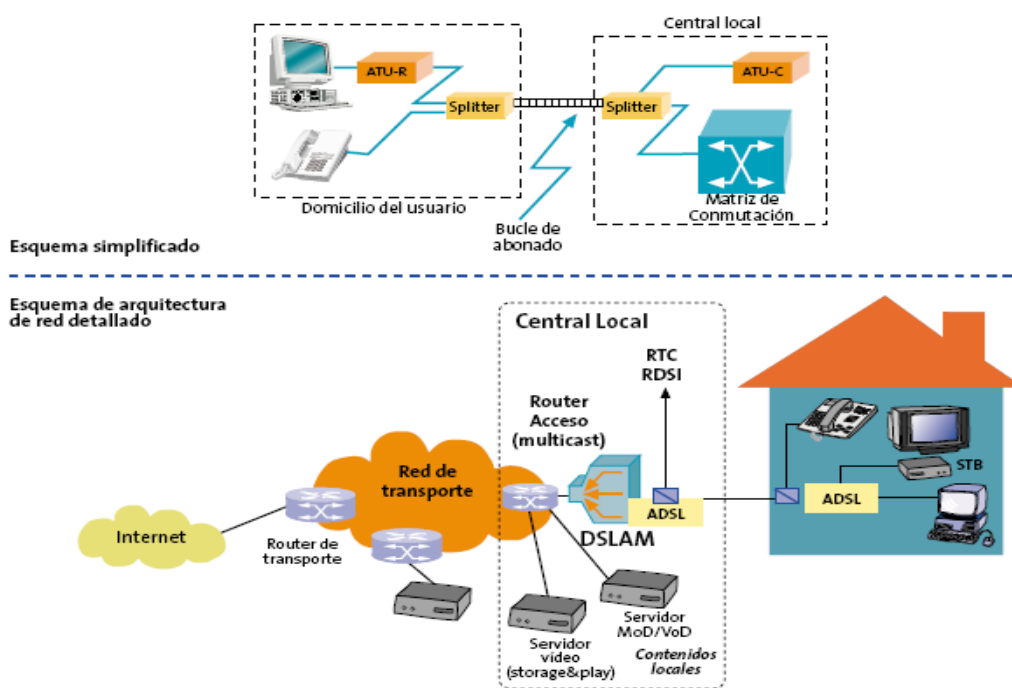 Central local
ATU-R
ATU-C
Splitter
Splitter
Domicilio del usuario
Matriz de
Conmutación
Bucle de
abonado
Esquema simplificado
Esquema de arquitectura
de red detallado
Central Local
RTC
RDSI
Router
Acceso
(multicast)
Red de
transporte
STB
ADSL
ADSL
Internet
DSLAM
Router de
transporte
Servidor
MoD/VoD
Servidor
vídeo
(storage&play)
Contenidos
locales